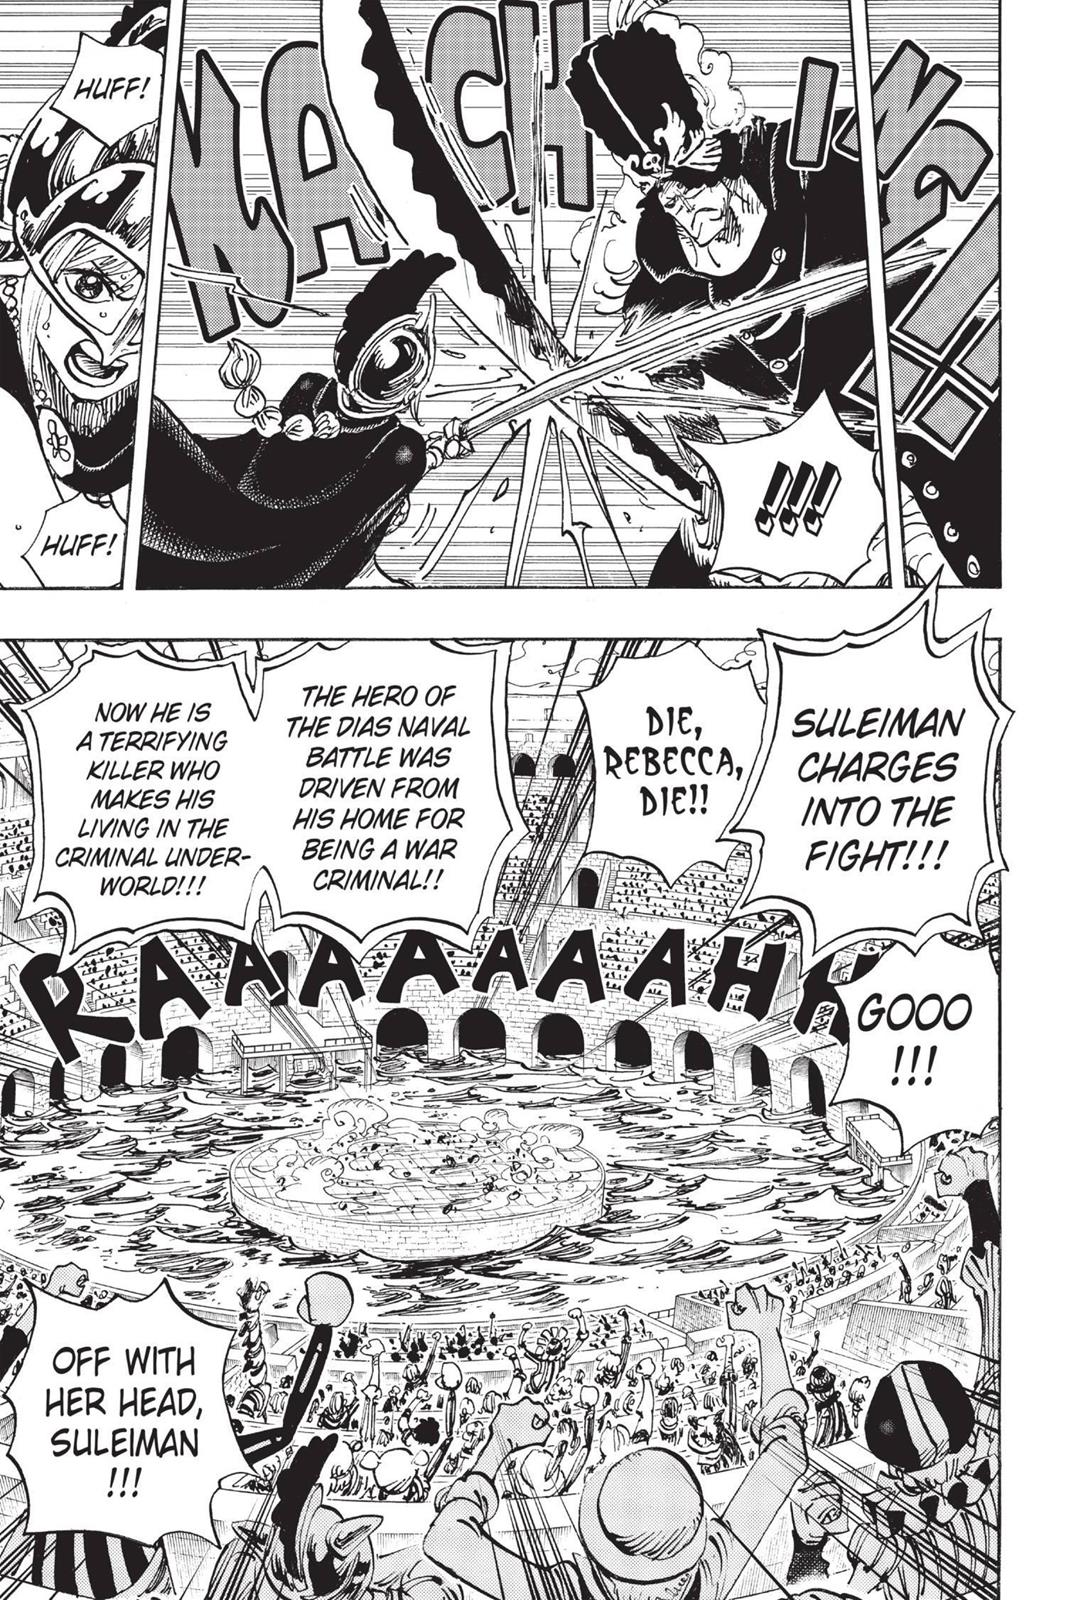 KACHING!!
!!!
HUFF!
HUFF!
SULEIMAN
CHARGES
INTO THE
FIGHT!!!
DIE,
REBECCA,
DIE!!
THE HERO OF
THE DIAS NAVAL
BATTLE WAS
DRIVEN FROM
HIS HOME FOR
BEING A WAR
CRIMINAL!!
NOW HE IS
A TERRIFYING
KILLER WHO
MAKES HIS
LIVING IN THE
CRIMINAL UNDER-
WORLD!!!
RAAAAAAAAHH
GOOO
!!!
OFF WITH
HER HEAD,
SULEIMAN
!!!